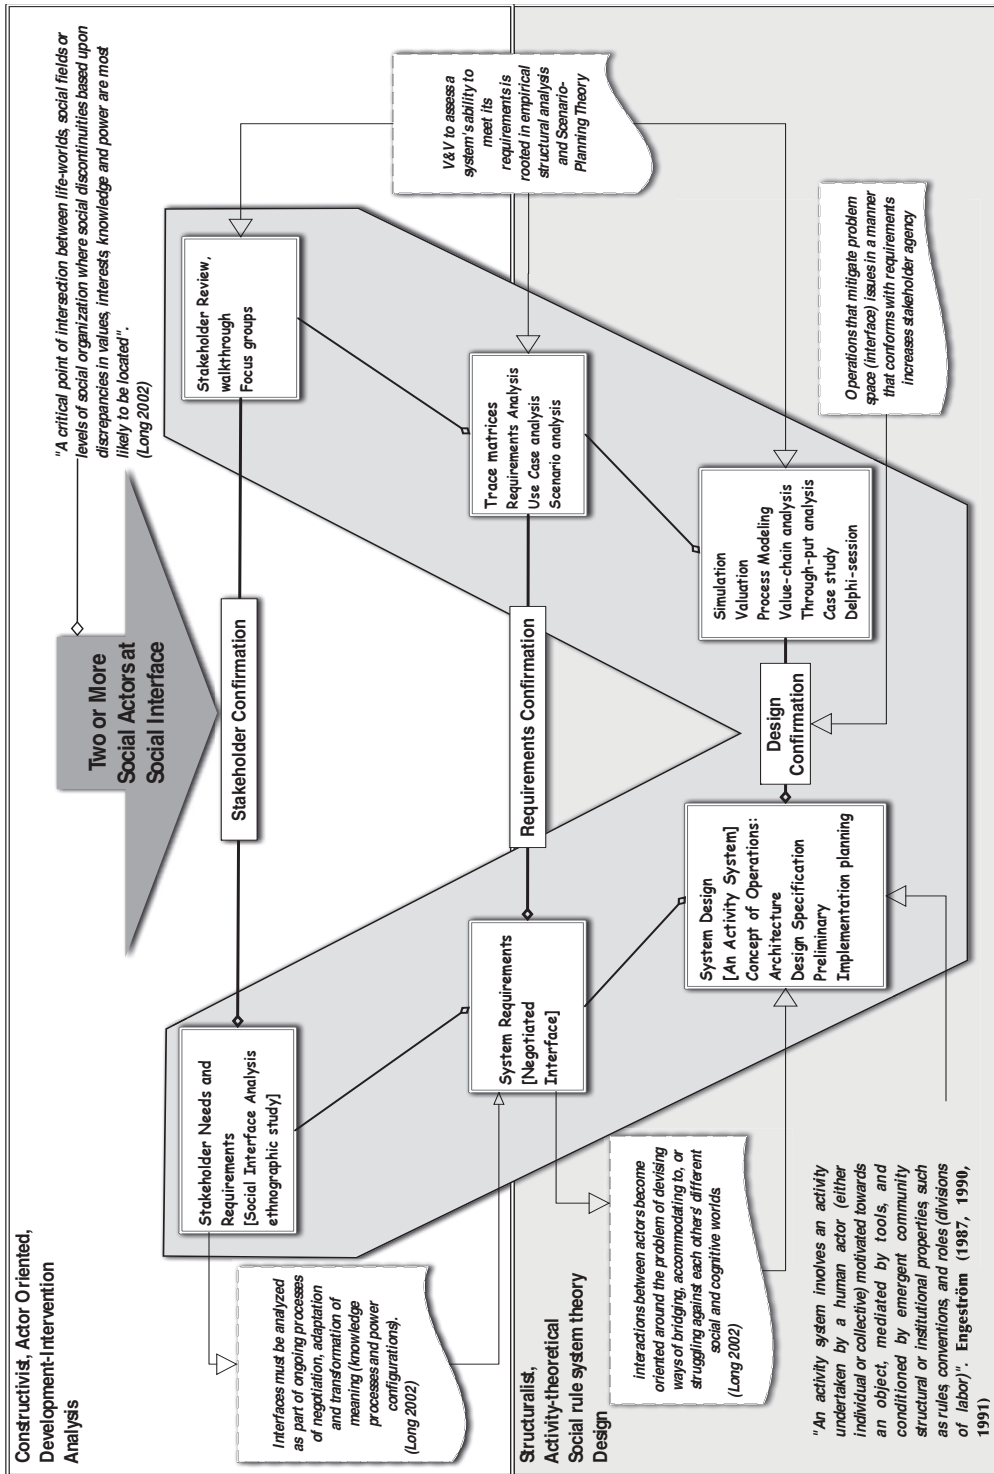 Constructivist, Actor Oriented,
Development-Intervention
Analysis
Two or More
Social Actors at
Social Interface
"A critical point of intersection between life-worlds, social fields or
levels of social organization where social discontinuities based upon
discrepancies in values, interests, knowledge and power are most
likely to be located".
(Long 2002)
Stakeholder Needs and
Requirements
[Social Interface Analysis
ethnographic study]
Stakeholder Confirmation
Stakeholder Review,
walkthrough
Focus groups
Interfaces must be analyzed
as part of ongoing processes
of negotiation, adaptation
and transformation of
meaning (knowledge
processes and power
configurations).
(Long 2002)
V&V to assess a
system's ability to
meet its
requirements is
rooted in empirical
structural analysis
and Scenario-
Planning Theory
System Requirements
[Negotiated
Interface]
Requirements Confirmation
Trace matrices
Requirements Analysis
Use Case analysis
Scenario analysis
Structuralist,
Activity-theoretical
Social rule system theory
Design
interactions between actors become
oriented around the problem of devising
ways of bridging, accommodating to, or
struggling against each others' different
social and cognitive worlds
(Long 2002)
System Design
[An Activity System]
Concept of Operations:
Architecture
Design Specification
Preliminary
Implementation planning
Design
Confirmation
Simulation
Valuation
Process Modeling
Value-chain analysis
Through-put analysis
Case study
Delphi-session
Operations that mitigate problem
space (interface) issues in a manner
that conforms with requirements
increases stakeholder agency
"An activity system involves an activity
undertaken by a human actor (either
individual or collective) motivated towards
an object, mediated by tools, and
conditioned by emergent community
structural or institutional properties, such
as rules, conventions, and roles (divisions
of labor)". Engeström (1987, 1990,
1991)